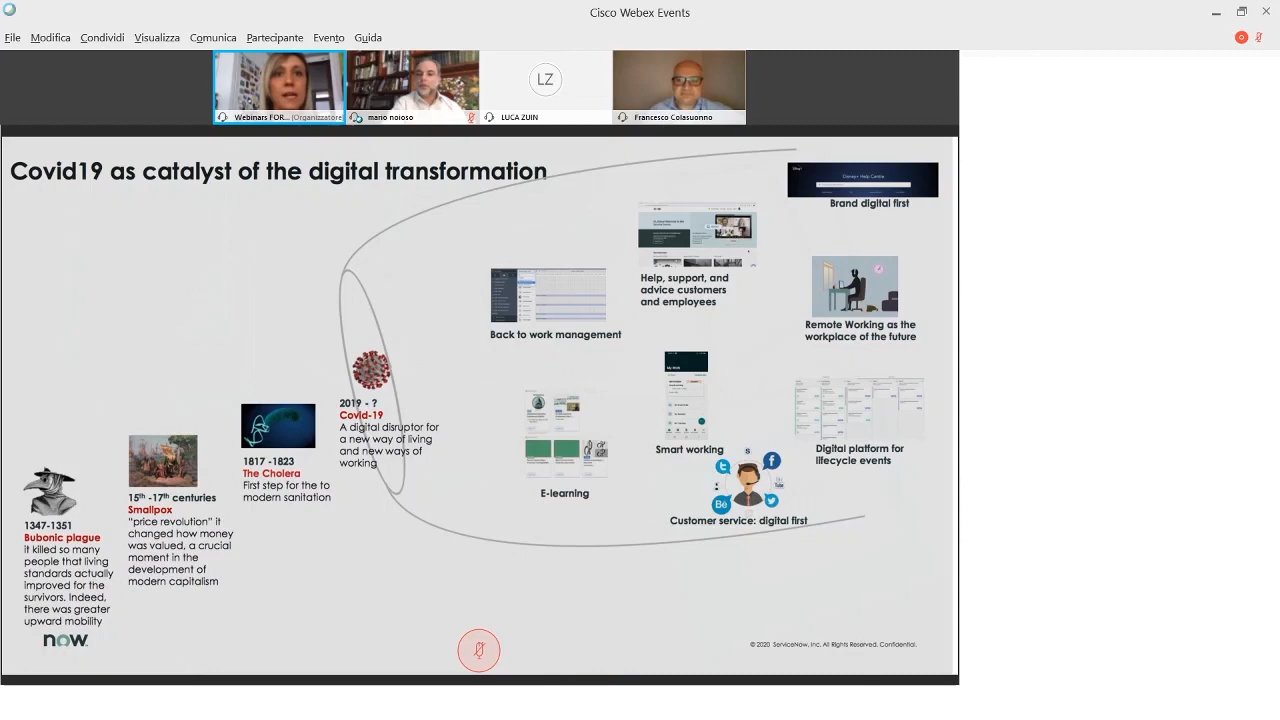 Cisco Webex Events
File Modifica Condividi Visualizza Comunica Partecipante Evento Guida
LZ
Webinars FOR... (Organizzatore
mario noioso
LUCA ZUIN
Francesco Colasuonno
Covid19 as catalyst of the digital transformation
Disney+ Help Centre
Brand digital first
Help, support, and
advice customers
and employees
Back to work management
Remote Working as the
workplace of the future
My Work
Smart working
Digital platform for
lifecycle events
E-learning
Customer service: digital first
2019 - ?
Covid-19
A digital disruptor for
a new way of living
and new ways of
working
1817 -1823
The Cholera
First step for the to
modern sanitation
15th -17th centuries
Smallpox
"price revolution" it
changed how money
was valued, a crucial
moment in the
development of
modern capitalism
1347-1351
Bubonic plague
it killed so many
people that living
standards actually
improved for the
survivors. Indeed,
there was greater
upward mobility
now.
© 2020 ServiceNow, Inc. All Rights Reserved. Confidential.